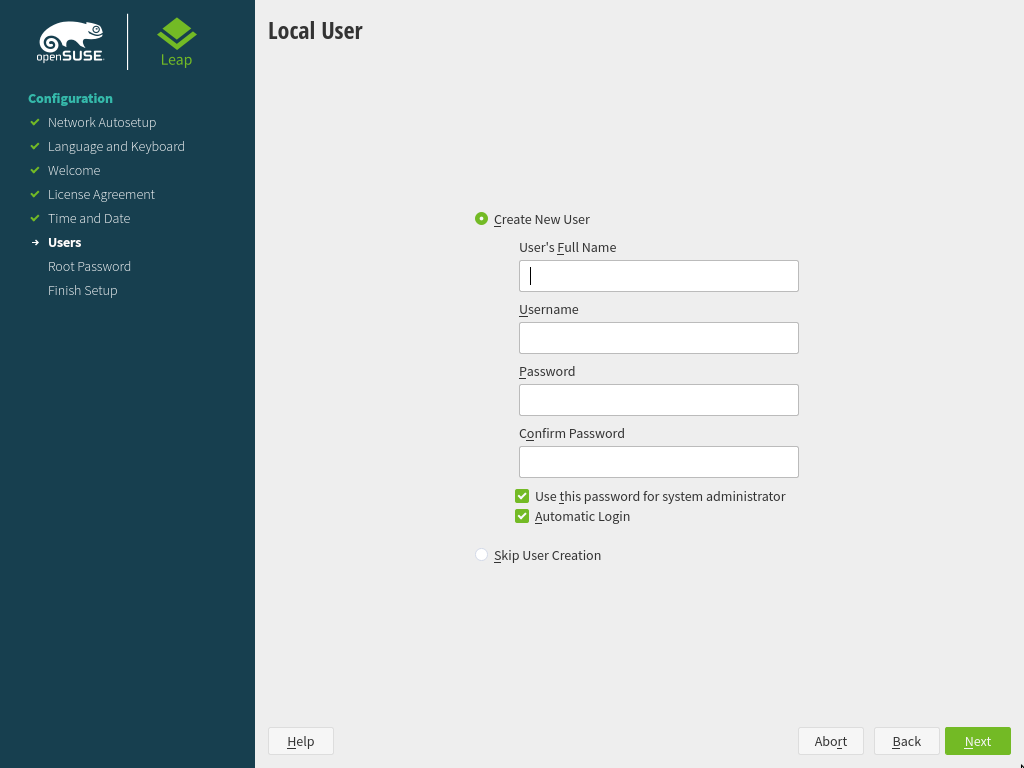 openSUSE
Leap
Configuration
Network Autosetup
Language and Keyboard
Welcome
License Agreement
Time and Date
Users
Root Password
Finish Setup
Local User
Create New User
User's Full Name
Username
Password
Confirm Password
Use this password for system administrator
Automatic Login
Skip User Creation
Help
Abort
Back
Next